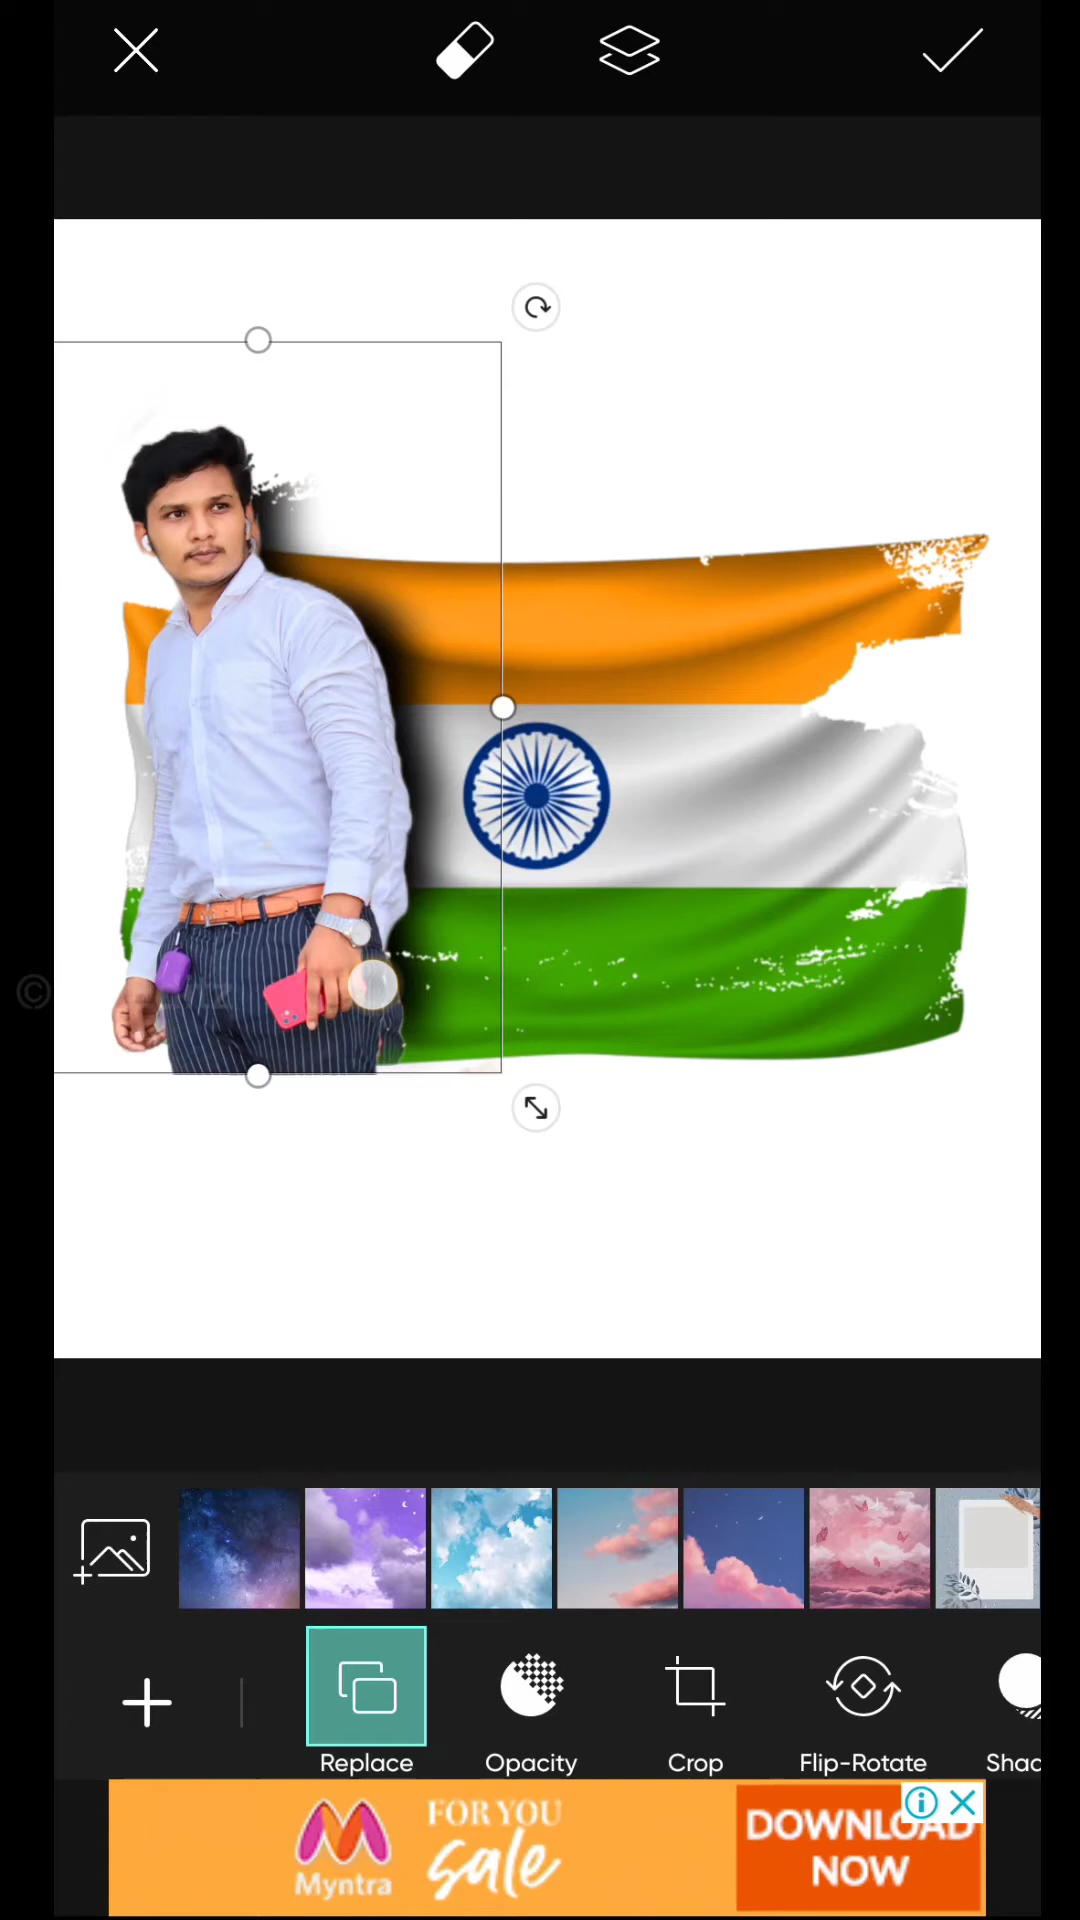 ©
Replace
Opacity
Crop
Flip-Rotate
Shad
Myntra
FOR YOU
sale
DOWNLOAD
NOW